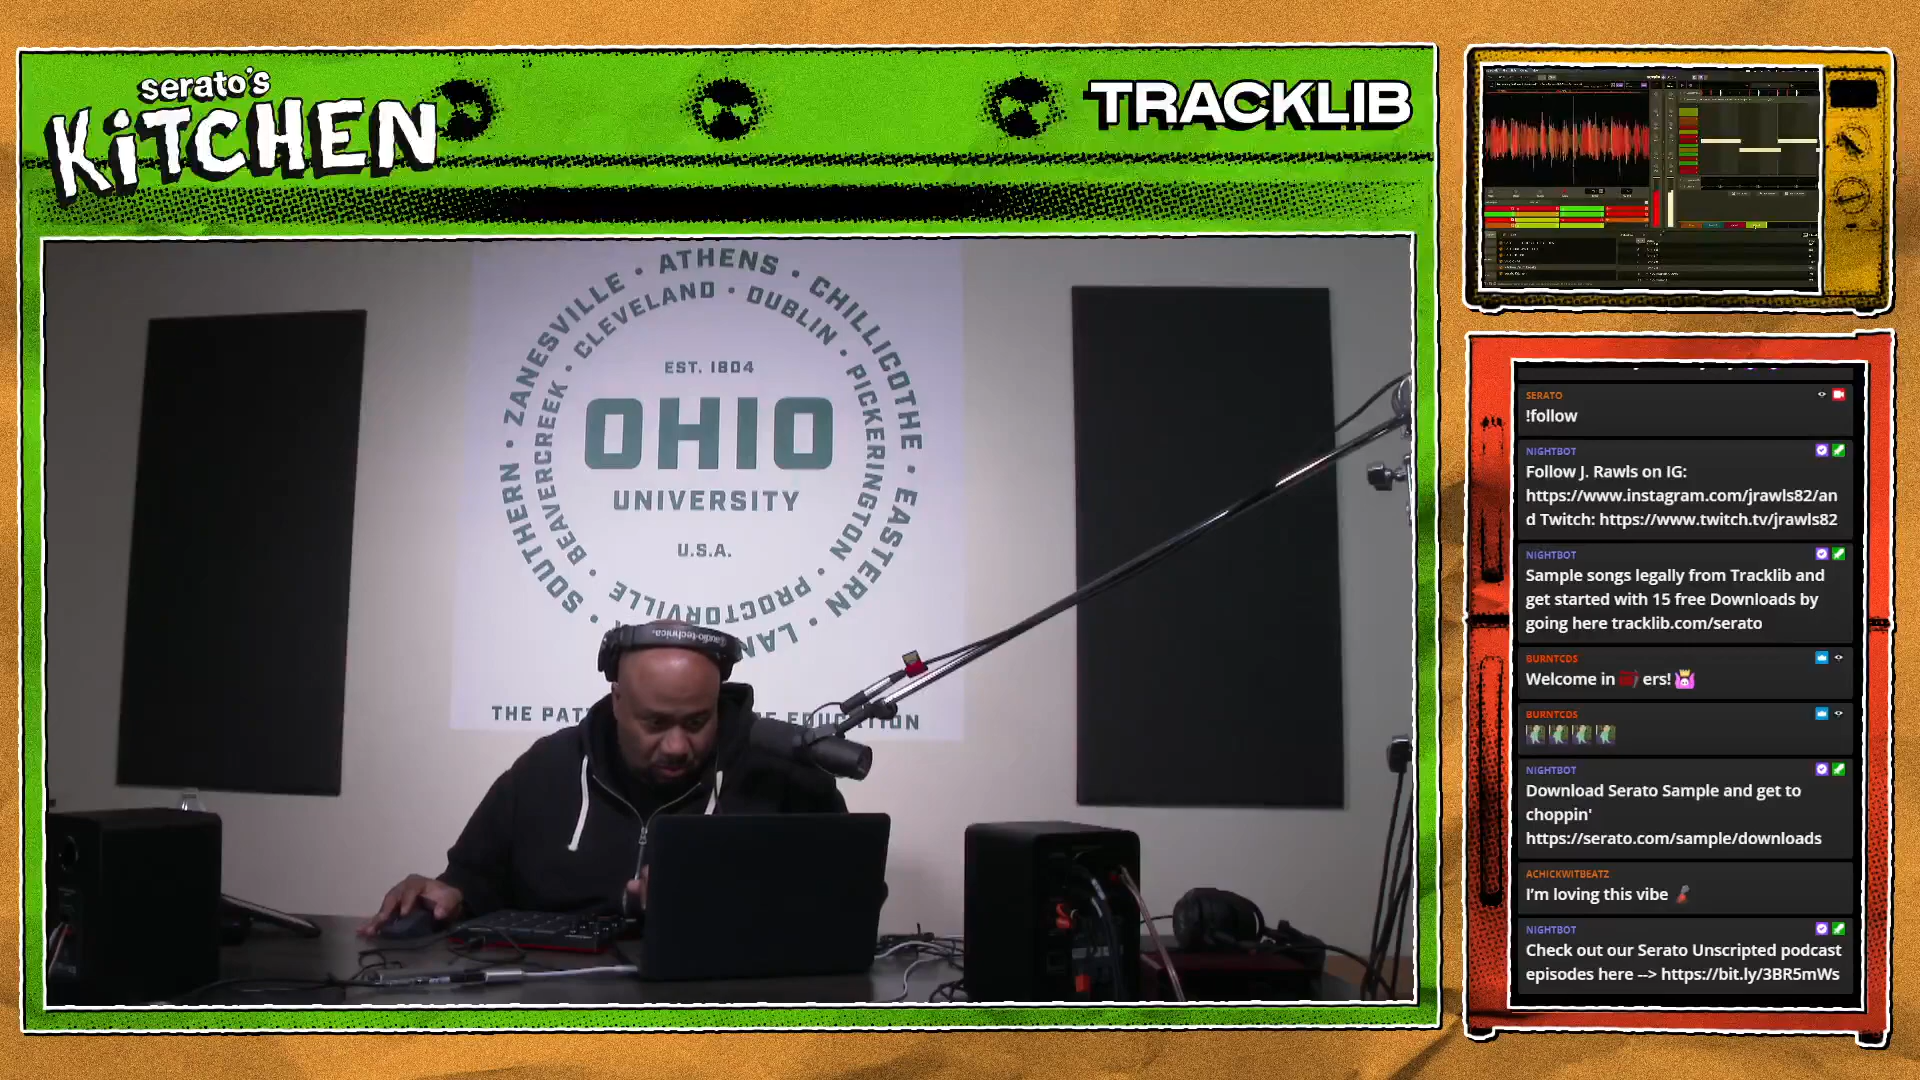 serato's
KiTCHEN
TRACKLIB
ZANESVILLE • ATHENS • CHILLICOTHE • EASTERN
SOUTHERN
BEAVERCREEK • CLEVELAND • DUBLIN • PICKERINGTON • PROCTORVILLE
EST. 1804
OHIO
UNIVERSITY
U.S.A.
audio-technica
SERATO
!follow
NIGHTBOT
Follow J. Rawls on IG:
https://www.instagram.com/jrawls82/an
d Twitch: https://www.twitch.tv/jrawls82
NIGHTBOT
Sample songs legally from Tracklib and
get started with 15 free Downloads by
going here tracklib.com/serato
BURNTCDS
Welcome in ers!
BURNTCDS
NIGHTBOT
Download Serato Sample and get to
choppin'
https://serato.com/sample/downloads
ACHICKWITBEATZ
I'm loving this vibe
NIGHTBOT
Check out our Serato Unscripted podcast
episodes here --> https://bit.ly/3BR5mWs